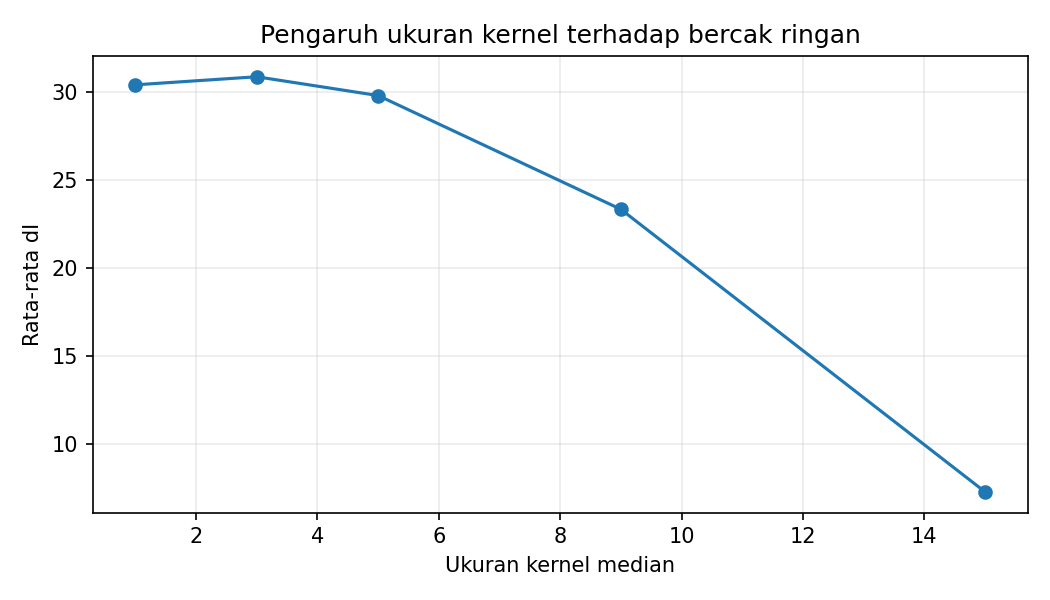 Pengaruh ukuran kernel terhadap bercak ringan
Rata-rata dI
30
25
20
15
10
2 4 6 8 10 12 14
Ukuran kernel median